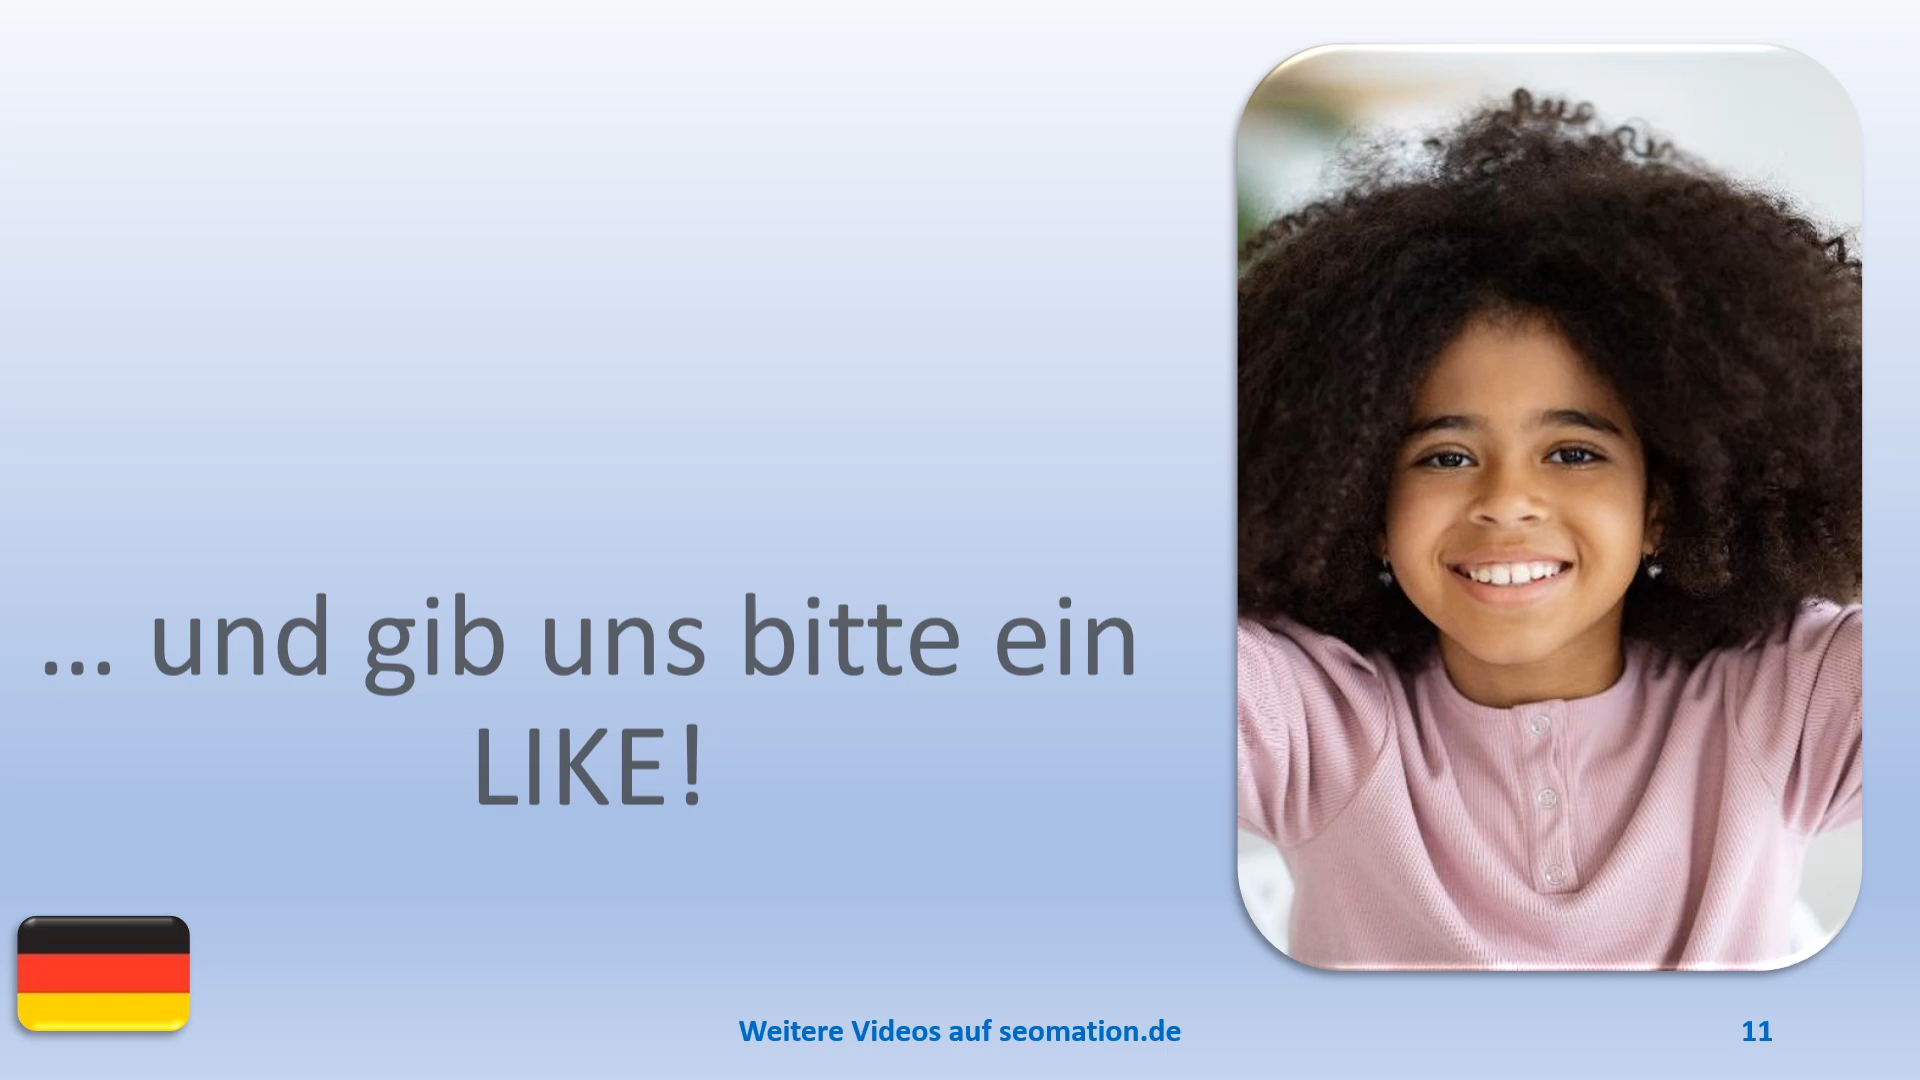 ... und gib uns bitte ein
LIKE!
Weitere Videos auf seomation.de
11